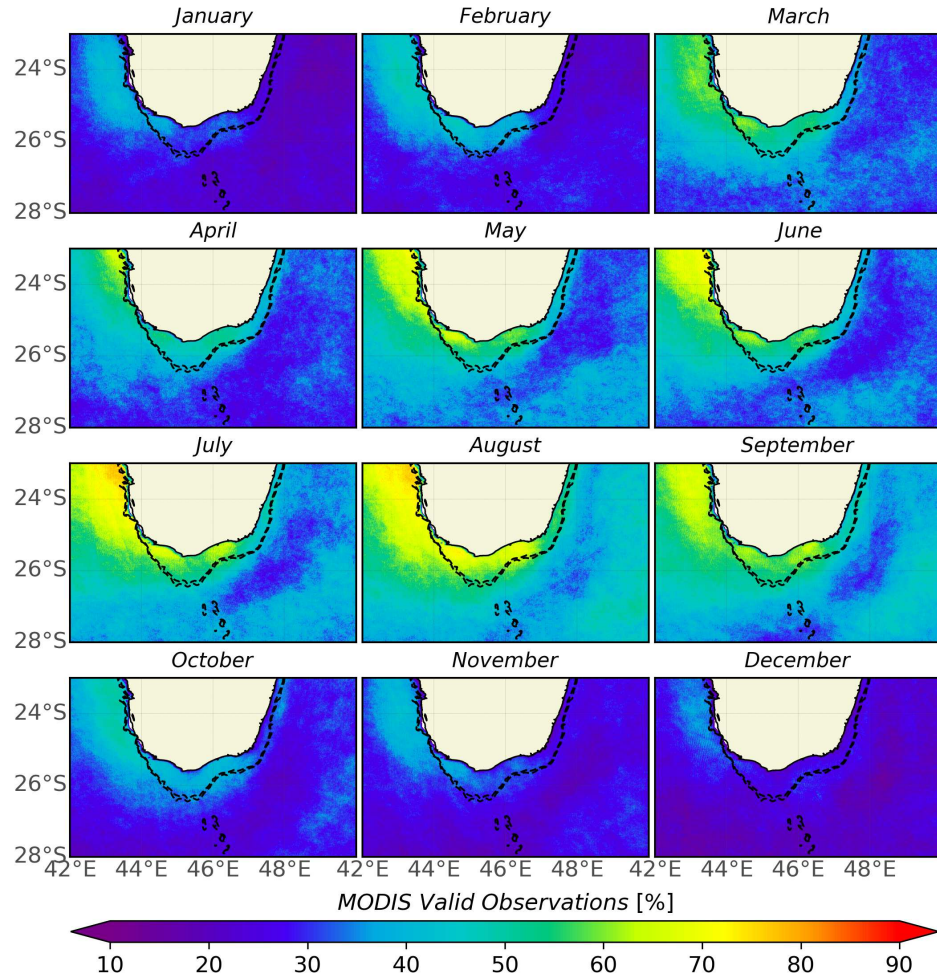 January February March
24°S
26°S
28°S
April May June
24°S
26°S
28°S
July August September
24°S
26°S
28°S
October November December
24°S
26°S
28°S
42°E 44°E 46°E 48°E 42°E 44°E 46°E 48°E 42°E 44°E 46°E 48°E
MODIS Valid Observations [%]
10 20 30 40 50 60 70 80 90